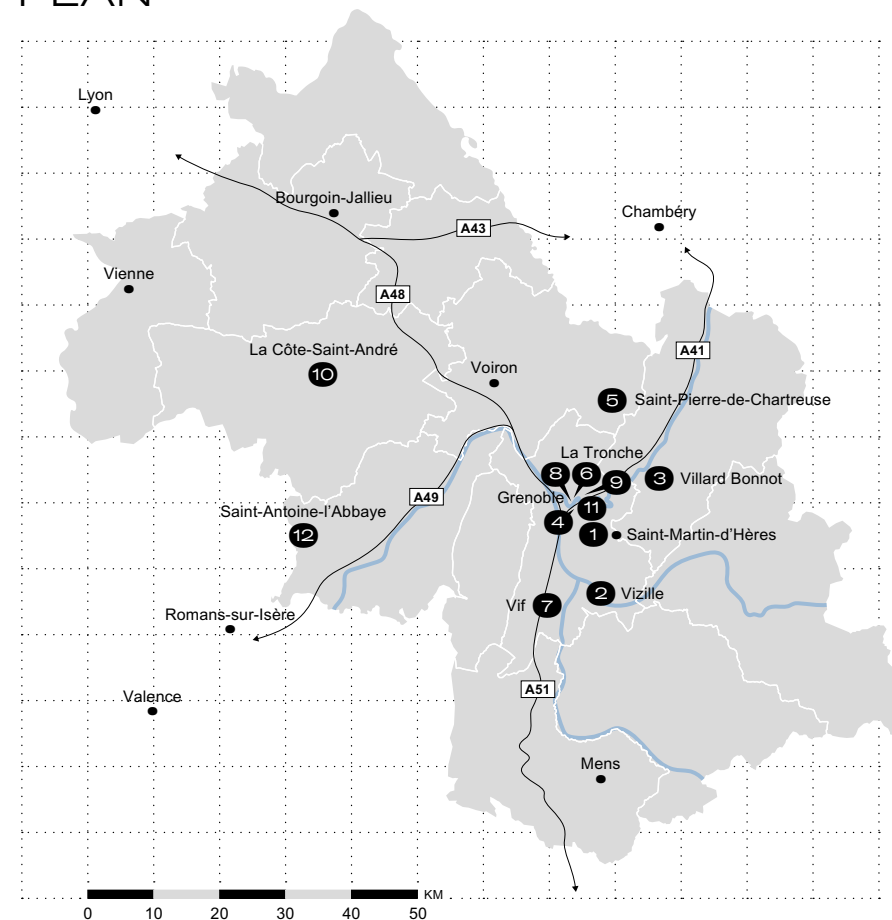 PLAN
Lyon
Bourgoin-Jallieu
Chambéry
A43
Vienne
A48
La Côte-Saint-André
10
Voiron
A41
5
Saint-Pierre-de-Chartreuse
La Tronche
8
6
9
3
Villard Bonnot
A49
Grenoble
11
Saint-Antoine-l'Abbaye
12
4
1
Saint-Martin-d'Hères
2
Vizille
Vif
7
Romans-sur-Isère
A51
Valence
Mens
KM
0 10 20 30 40 50